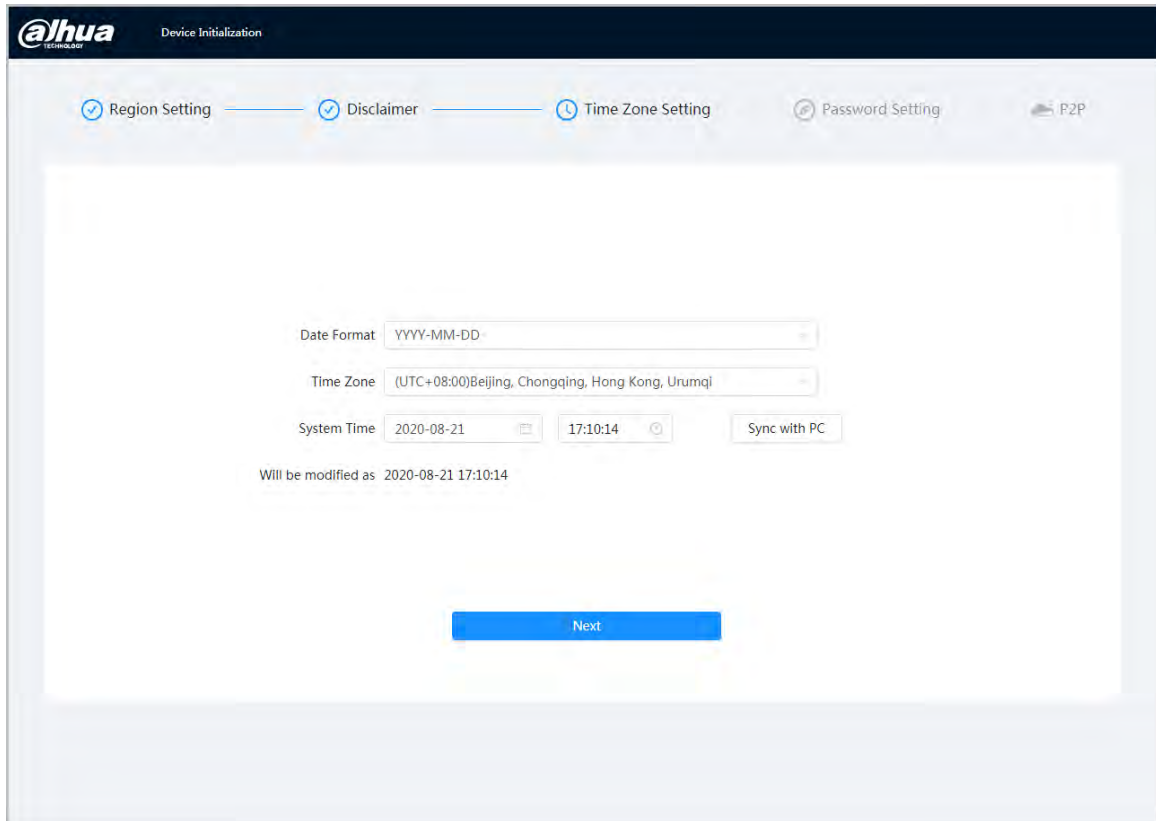 alhua
TECHNOLOGY
Device Initialization
Region Setting
Disclaimer
Time Zone Setting
Password Setting
P2P
Date Format YYYY-MM-DD
Time Zone (UTC+08:00)Beijing, Chongqing, Hong Kong, Urumqi
System Time 2020-08-21 17:10:14 Sync with PC
Will be modified as 2020-08-21 17:10:14
Next